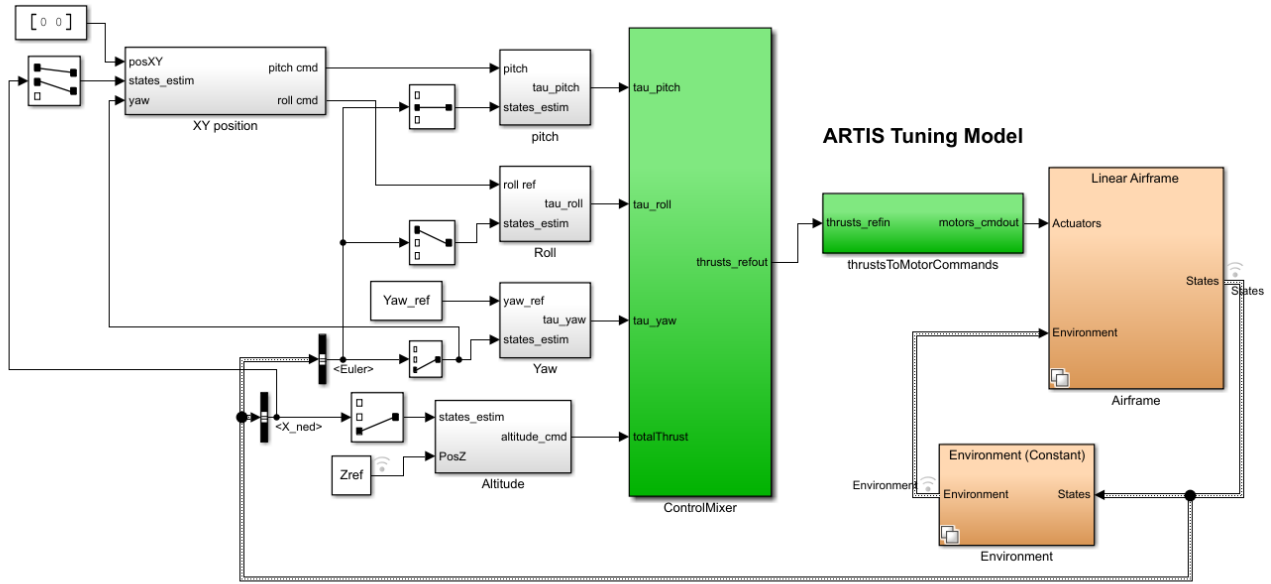 [0 0]
posXY
states_estim
yaw
pitch cmd
roll cmd
XY position
pitch
tau_pitch
states_estim
pitch
roll ref
tau_roll
states_estim
Roll
Yaw_ref
yaw_ref
tau_yaw
states_estim
Yaw
<Euler>
<X_ned>
states_estim
altitude_cmd
PosZ
Altitude
Zref
tau_pitch
tau_roll
thrusts_refout
tau_yaw
totalThrust
ControlMixer
ARTIS Tuning Model
thrusts_refin
motors_cmdout
thrustsToMotorCommands
Linear Airframe
Actuators
States
States
Environment
Airframe
Environment (Constant)
Environment
Environment
States
Environment